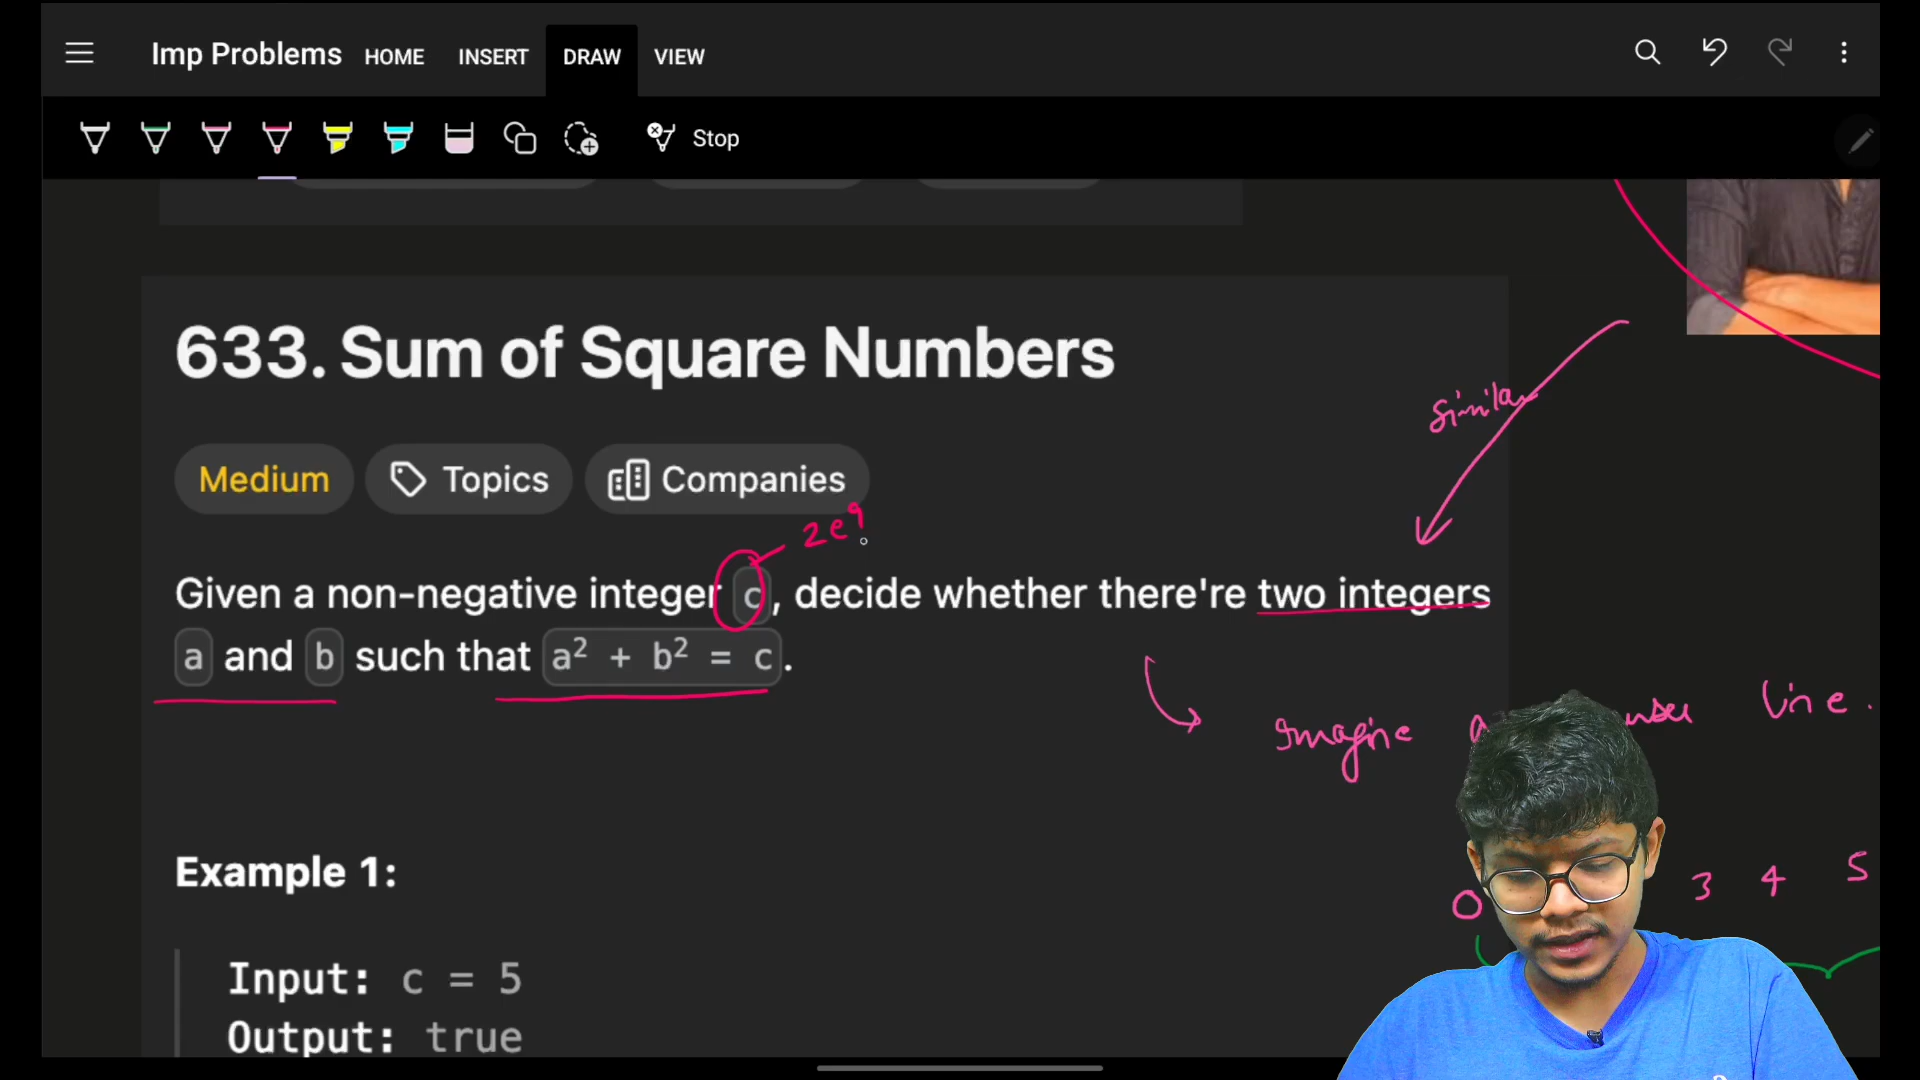 Imp Problems HOME INSERT DRAW VIEW
Stop
633. Sum of Square Numbers
similar
Medium Topics Companies
2e9
Given a non-negative integer c, decide whether there're two integers
a and b such that a² + b² = c.
Imagine line.
Example 1:
0 3 4 5
Input: c = 5
Output: true